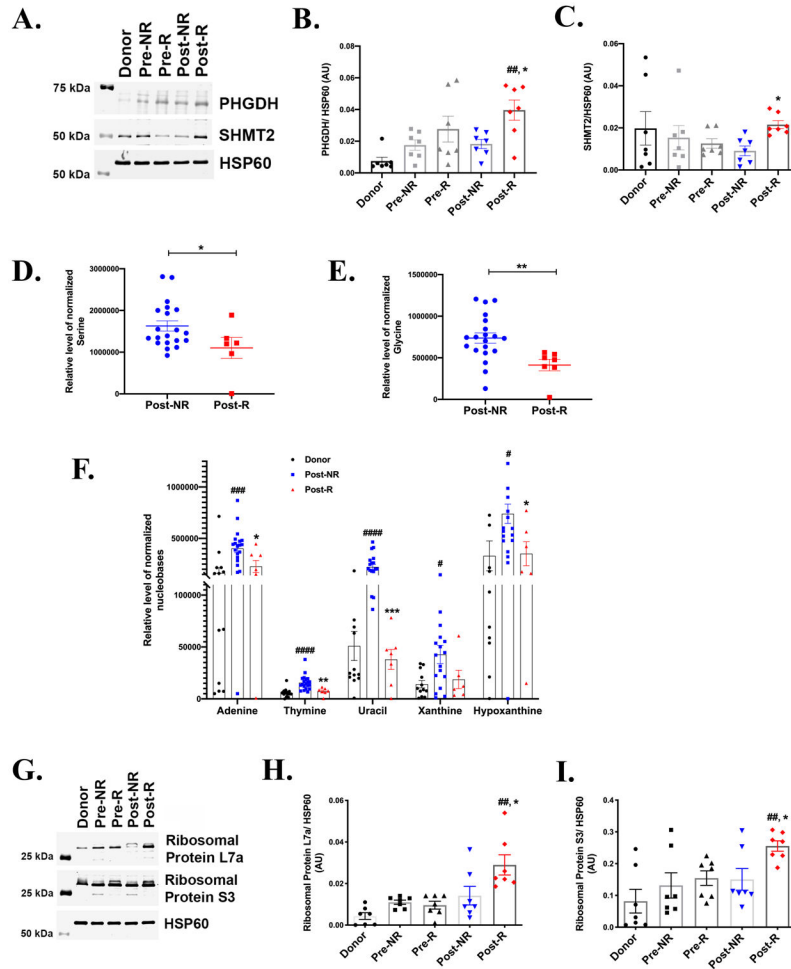 A.
Donor
Pre-NR
Pre-R
Post-NR
Post-R
75 kDa
PHGDH
50 kDa
SHMT2
HSP60
50 kDa
B.
PHGDH/ HSP60 (AU)
0.08
0.06
0.04
0.02
0.00
##, *
Donor
Pre-NR
Pre-R
Post-NR
Post-R
C.
SHMT2/HSP60 (AU)
0.06
0.04
0.02
0.00
*
Donor
Pre-NR
Pre-R
Post-NR
Post-R
D.
Relative level of normalized
Serine
3000000
2000000
1000000
0
*
Post-NR
Post-R
E.
Relative level of normalized
Glycine
1500000
1000000
500000
0
**
Post-NR
Post-R
F.
Donor
Post-NR
Post-R
Relative level of normalized
nucleobases
1000000
500000
100000
50000
0
###
*
####
**
####
***
#
#
*
Adenine
Thymine
Uracil
Xanthine
Hypoxanthine
G.
Donor
Pre-NR
Pre-R
Post-NR
Post-R
25 kDa
Ribosomal
Protein L7a
25 kDa
Ribosomal
Protein S3
50 kDa
HSP60
H.
Ribosomal Protein L7a/ HSP60
(AU)
0.06
0.04
0.02
0.00
##, *
Donor
Pre-NR
Pre-R
Post-NR
Post-R
I.
Ribosomal Protein S3/ HSP60
(AU)
0.5
0.4
0.3
0.2
0.1
0.0
##, *
Donor
Pre-NR
Pre-R
Post-NR
Post-R